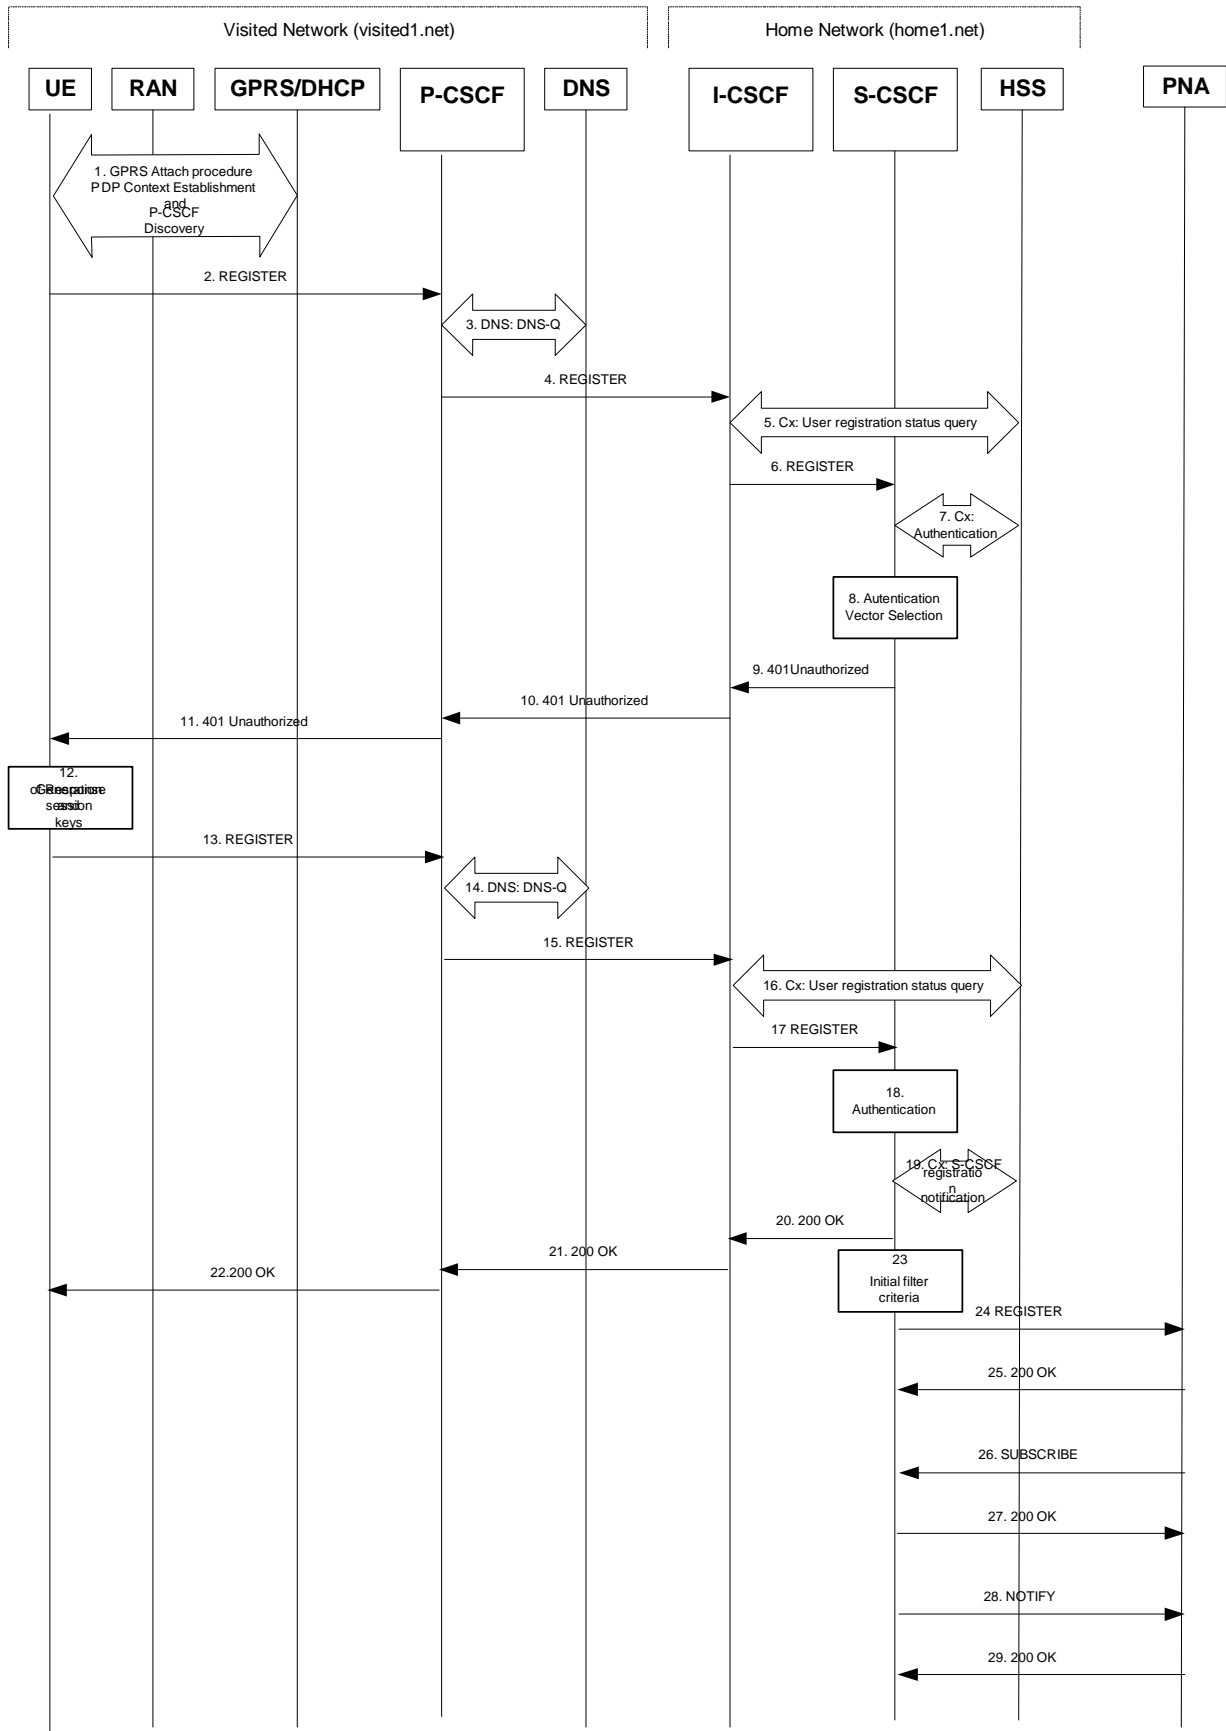 Visited Network (visited1.net)
Home Network (home1.net)
UE
RAN
GPRS/DHCP
P-CSCF
DNS
I-CSCF
S-CSCF
HSS
PNA
1. GPRS Attach procedure
PDP Context Establishment
and
P-CSCF
Discovery
2. REGISTER
3. DNS: DNS-Q
4. REGISTER
5. Cx: User registration status query
6. REGISTER
7. Cx:
Authentication
8. Autentication
Vector Selection
9. 401Unauthorized
10. 401 Unauthorized
11. 401 Unauthorized
12.
Generation
of Response
and
session
keys
13. REGISTER
14. DNS: DNS-Q
15. REGISTER
16. Cx: User registration status query
17 REGISTER
18.
Authentication
19. Cx: S-CSCF
registratio
n
notification
20. 200 OK
21. 200 OK
22.200 OK
23
Initial filter
criteria
24 REGISTER
25. 200 OK
26. SUBSCRIBE
27. 200 OK
28. NOTIFY
29. 200 OK